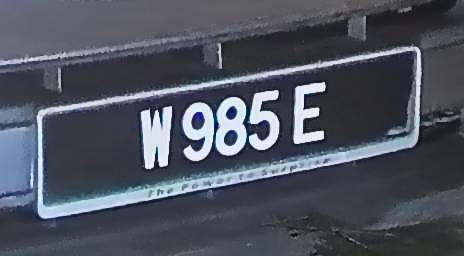 W 985 E
The Power to Surprise